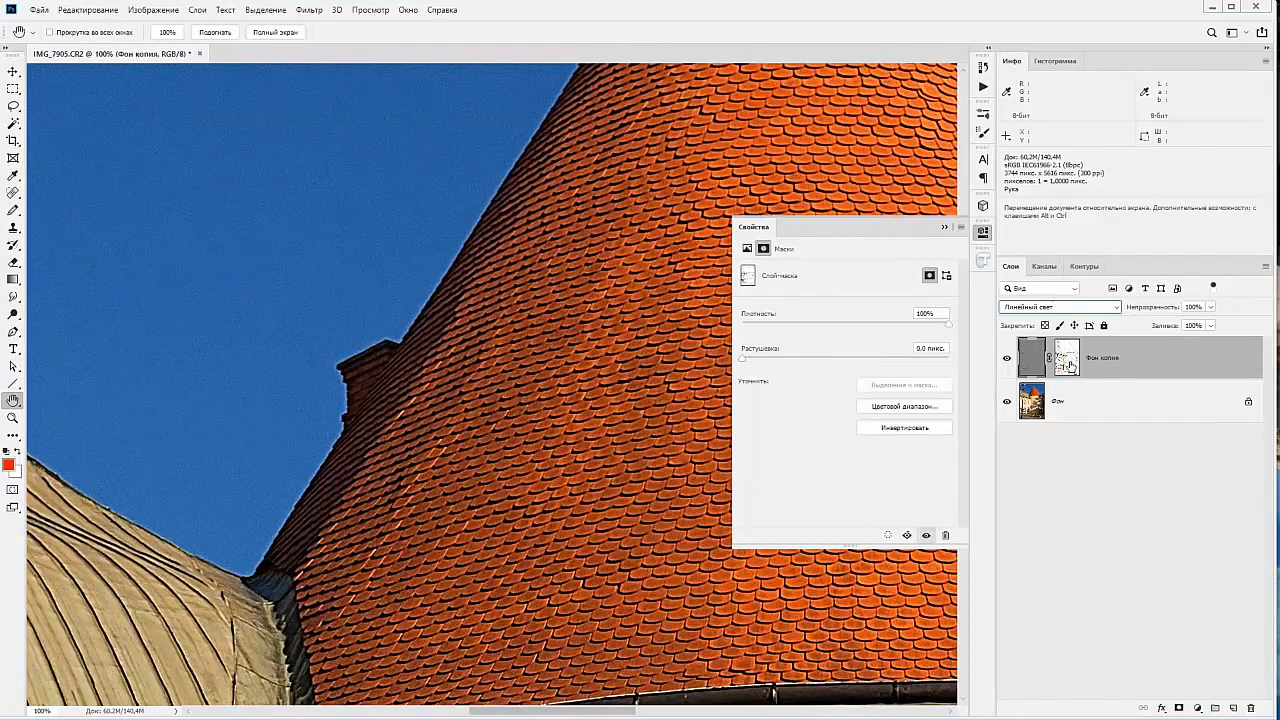 Файл Редактирование Изображение Слои Текст Выделение Фильтр 3D Просмотр Окно Справка
Прокрутка во всех окнах 100% Подогнать Полный экран
IMG_7905.CR2 @ 100% (Фон копия, RGB/8) * ×
Инфо Гистограмма
R: L:
G: a:
B: b:
8-бит 8-бит
X: Ш:
Y: В:
Док: 60,2M/140,4M
sRGB IEC61966-2.1 (8bpc)
3744 пикс. x 5616 пикс. (300 ppi)
пикселов: 1 = 1,0000 пикс.
Рука
Перемещение документа относительно экрана. Дополнительные возможности: с
клавишами Alt и Ctrl
Свойства
Маски
Слой-маска
Плотность: 100%
Растушевка: 0.0 пикс.
Уточнить: Выделение и маска...
Цветовой диапазон...
Инвертировать
Слои Каналы Контуры
Вид
Линейный свет Непрозрачность: 100%
Закрепить: Заливка: 100%
Фон копия
Фон
100% Док: 60,2M/140,4M